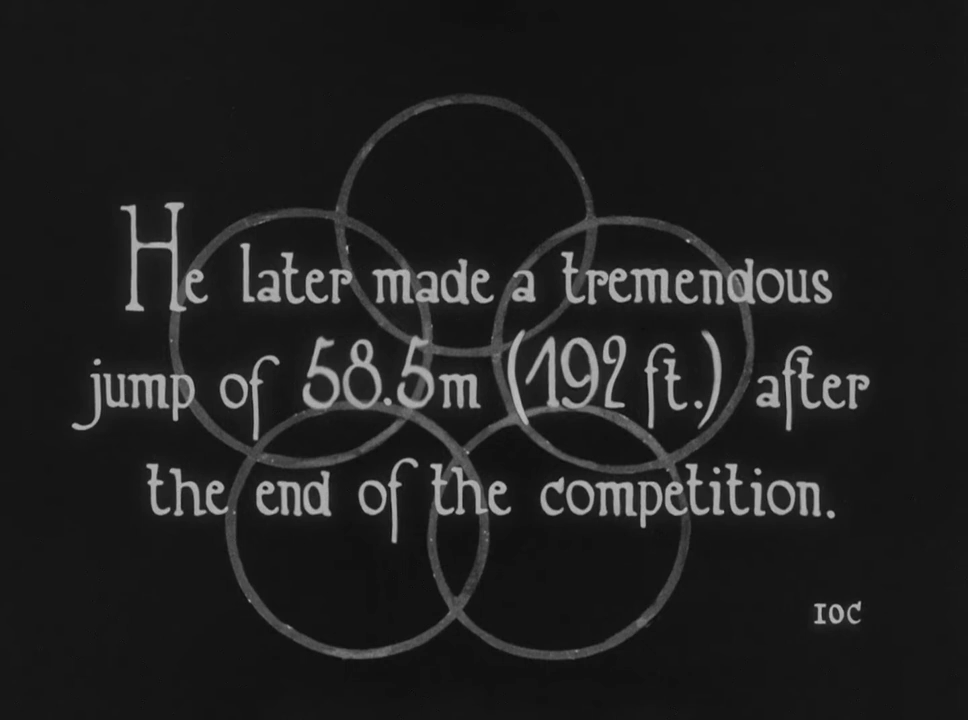 He later made a tremendous
jump of 58.5m (192 ft.) after
the end of the competition.
IOC